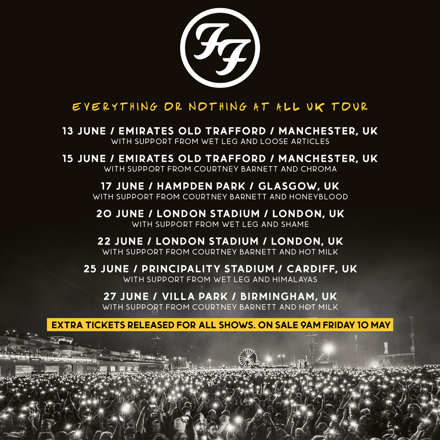 FF
EVERYTHING OR NOTHING AT ALL UK TOUR
13 JUNE / EMIRATES OLD TRAFFORD / MANCHESTER, UK
WITH SUPPORT FROM WET LEG AND LOOSE ARTICLES
15 JUNE / EMIRATES OLD TRAFFORD / MANCHESTER, UK
WITH SUPPORT FROM COURTNEY BARNETT AND CHROMA
17 JUNE / HAMPDEN PARK / GLASGOW, UK
WITH SUPPORT FROM COURTNEY BARNETT AND HONEYBLOOD
20 JUNE / LONDON STADIUM / LONDON, UK
WITH SUPPORT FROM WET LEG AND SHAME
22 JUNE / LONDON STADIUM / LONDON, UK
WITH SUPPORT FROM COURTNEY BARNETT AND HOT MILK
25 JUNE / PRINCIPALITY STADIUM / CARDIFF, UK
WITH SUPPORT FROM WET LEG AND HIMALAYAS
27 JUNE / VILLA PARK / BIRMINGHAM, UK
WITH SUPPORT FROM COURTNEY BARNETT AND HØT MILK
EXTRA TICKETS RELEASED FOR ALL SHOWS. ON SALE 9AM FRIDAY 10 MAY